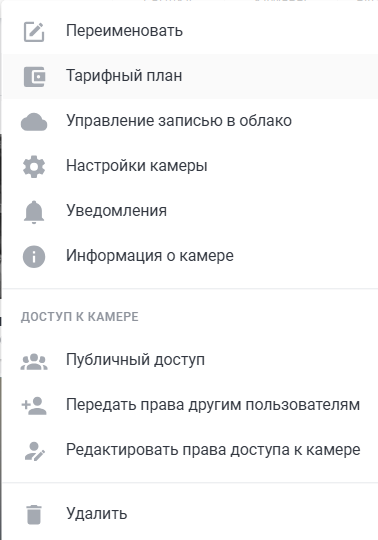 Переименовать
Тарифный план
Управление записью в облако
Настройки камеры
Уведомления
Информация о камере
ДОСТУП К КАМЕРЕ
Публичный доступ
Передать права другим пользователям
Редактировать права доступа к камере
Удалить